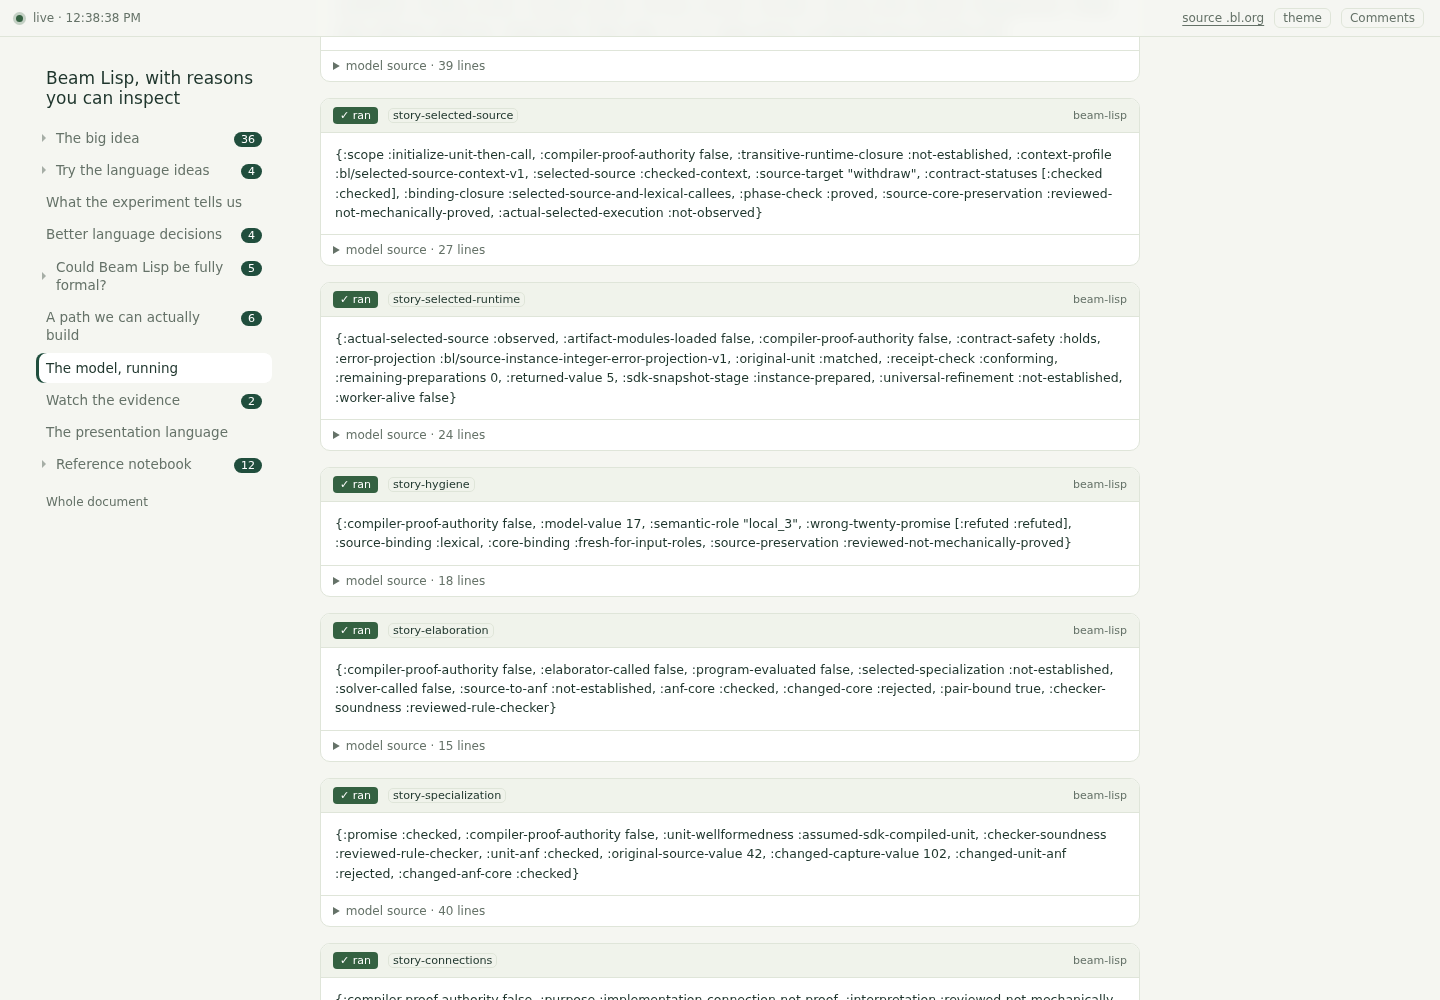 live · 12:38:38 PM
source .bl.org
theme
Comments
Beam Lisp, with reasons
you can inspect
The big idea 36
Try the language ideas 4
What the experiment tells us
Better language decisions 4
Could Beam Lisp be fully 5
formal?
A path we can actually 6
build
The model, running
Watch the evidence 2
The presentation language
Reference notebook 12
Whole document
model source · 39 lines
✓ ran story-selected-source beam-lisp
{:scope :initialize-unit-then-call, :compiler-proof-authority false, :transitive-runtime-closure :not-established, :context-profile
:bl/selected-source-context-v1, :selected-source :checked-context, :source-target "withdraw", :contract-statuses [:checked
:checked], :binding-closure :selected-source-and-lexical-callees, :phase-check :proved, :source-core-preservation :reviewed-
not-mechanically-proved, :actual-selected-execution :not-observed}
model source · 27 lines
✓ ran story-selected-runtime beam-lisp
{:actual-selected-source :observed, :artifact-modules-loaded false, :compiler-proof-authority false, :contract-safety :holds,
:error-projection :bl/source-instance-integer-error-projection-v1, :original-unit :matched, :receipt-check :conforming,
:remaining-preparations 0, :returned-value 5, :sdk-snapshot-stage :instance-prepared, :universal-refinement :not-established,
:worker-alive false}
model source · 24 lines
✓ ran story-hygiene beam-lisp
{:compiler-proof-authority false, :model-value 17, :semantic-role "local_3", :wrong-twenty-promise [:refuted :refuted],
:source-binding :lexical, :core-binding :fresh-for-input-roles, :source-preservation :reviewed-not-mechanically-proved}
model source · 18 lines
✓ ran story-elaboration beam-lisp
{:compiler-proof-authority false, :elaborator-called false, :program-evaluated false, :selected-specialization :not-established,
:solver-called false, :source-to-anf :not-established, :anf-core :checked, :changed-core :rejected, :pair-bound true, :checker-
soundness :reviewed-rule-checker}
model source · 15 lines
✓ ran story-specialization beam-lisp
{:promise :checked, :compiler-proof-authority false, :unit-wellformedness :assumed-sdk-compiled-unit, :checker-soundness
:reviewed-rule-checker, :unit-anf :checked, :original-source-value 42, :changed-capture-value 102, :changed-unit-anf
:rejected, :changed-anf-core :checked}
model source · 40 lines
✓ ran story-connections beam-lisp
{:compiler-proof-authority false, :purpose :implementation-connection-not-proof, :interpretation :reviewed-not-mechanically-